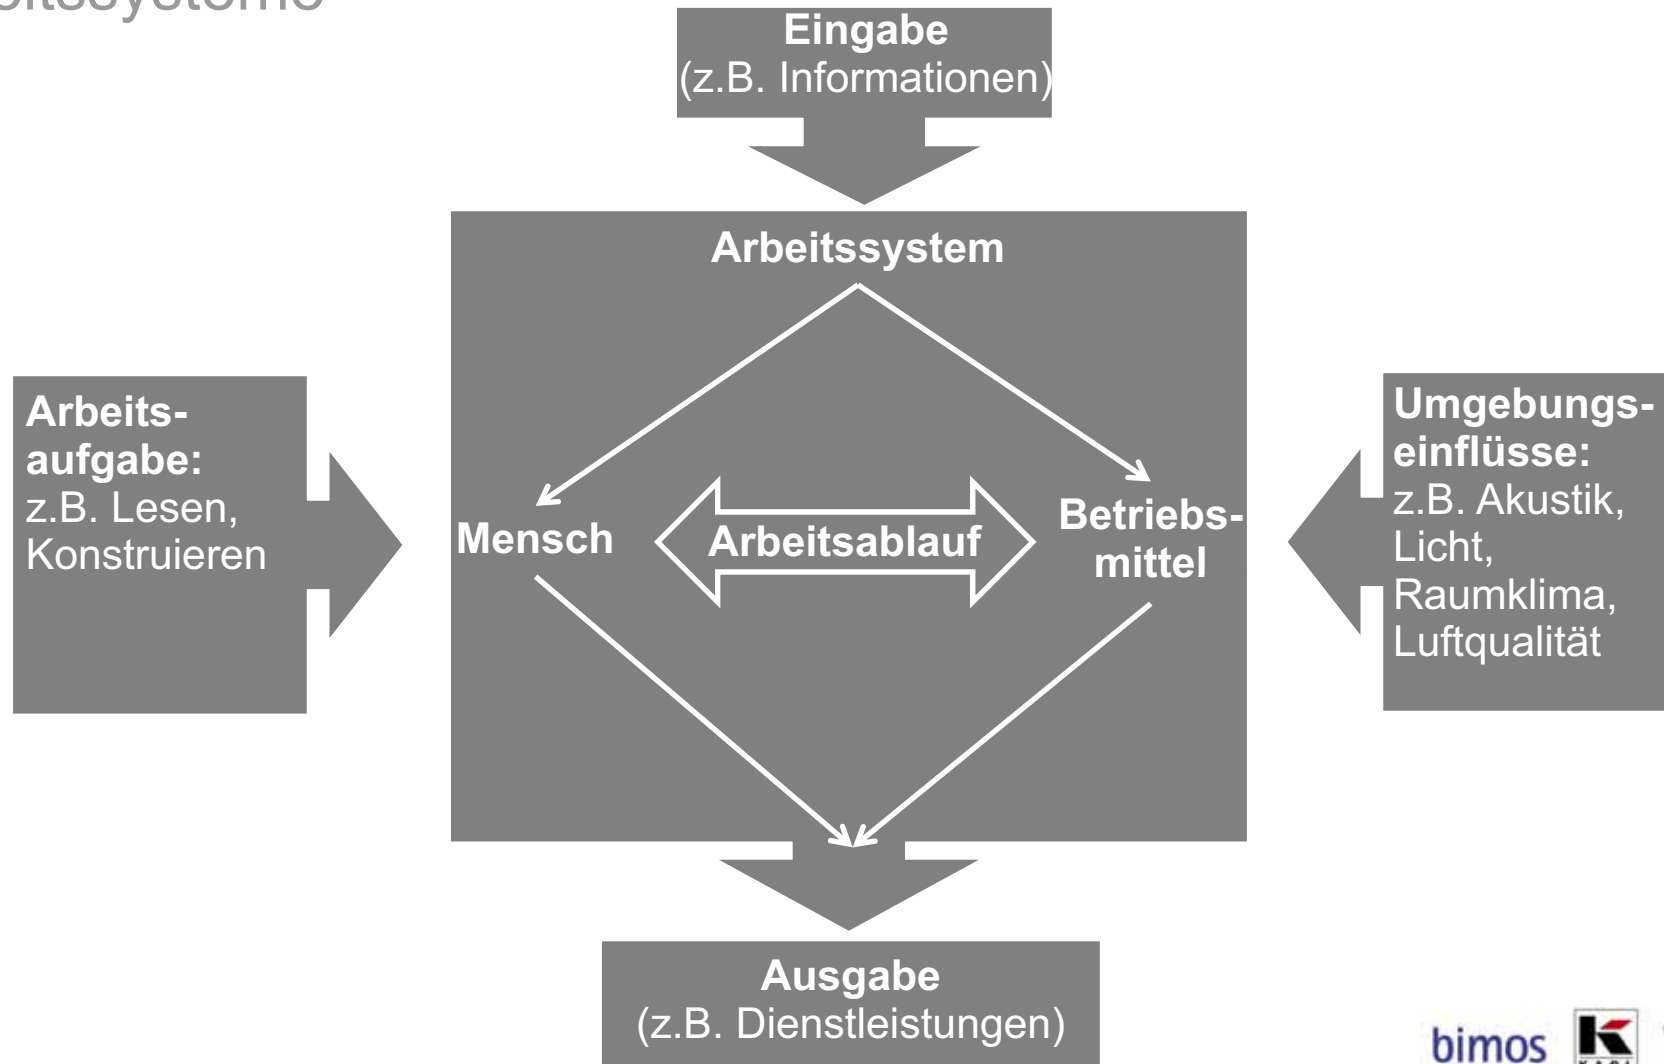 Eingabe
(z.B. Informationen)
Arbeitssystem
Arbeits-
aufgabe:
z.B. Lesen,
Konstruieren
Mensch
Arbeitsablauf
Betriebs-
mittel
Umgebungs-
einflüsse:
z.B. Akustik,
Licht,
Raumklima,
Luftqualität
Ausgabe
(z.B. Dienstleistungen)
bimos